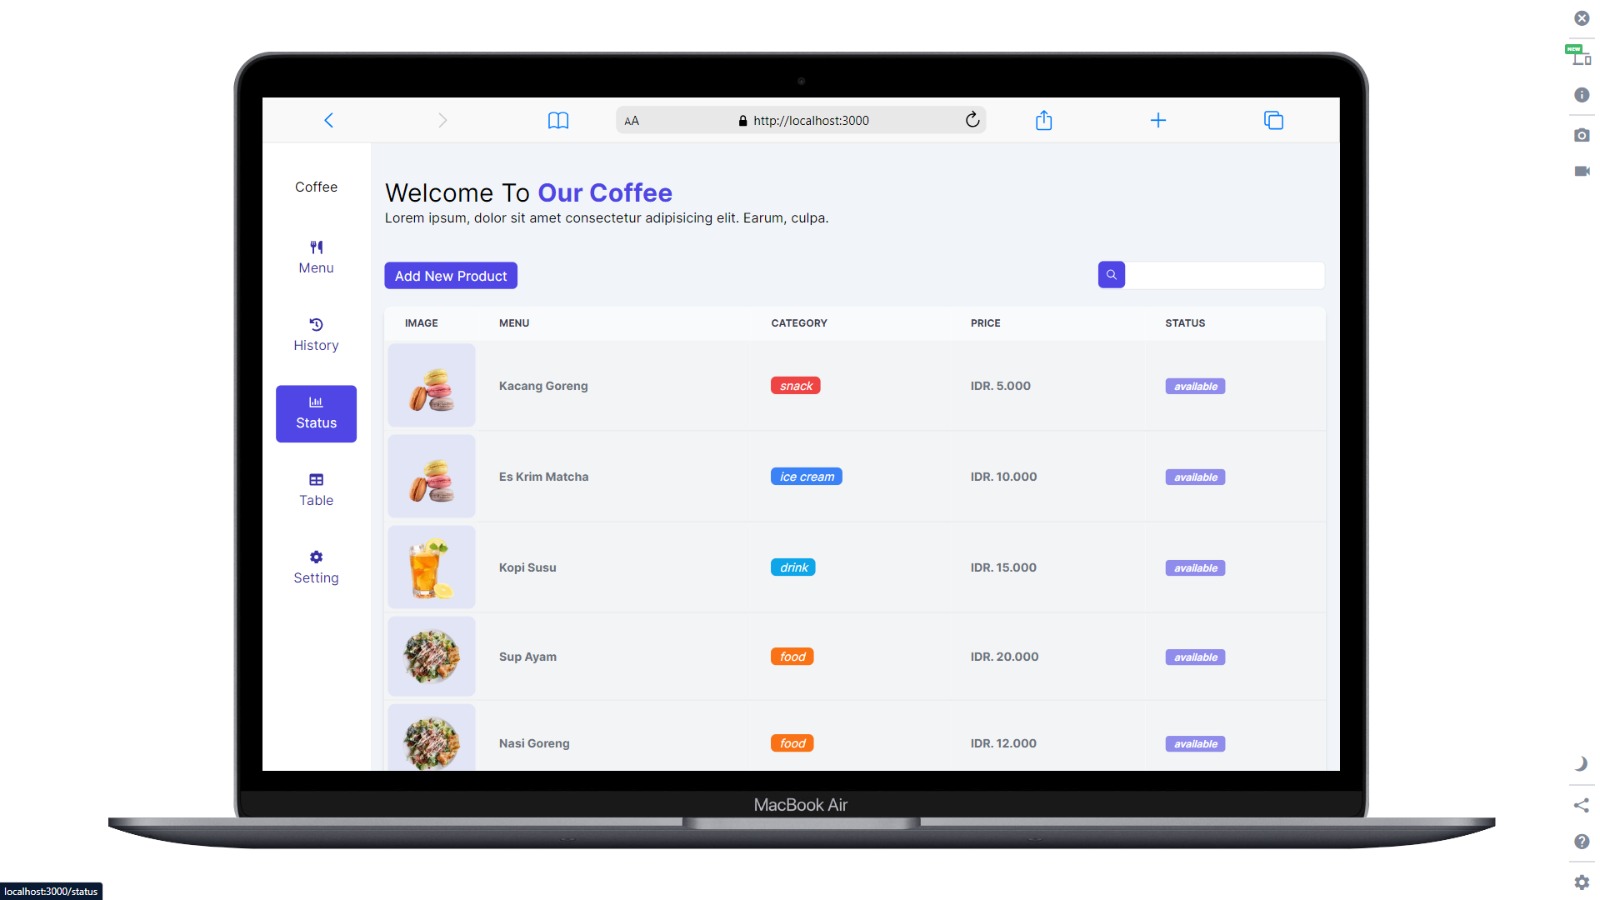 NEW
AA http://localhost:3000
Coffee
Menu
History
Status
Table
Setting
Welcome To Our Coffee
Lorem ipsum, dolor sit amet consectetur adipisicing elit. Earum, culpa.
Add New Product
IMAGE MENU CATEGORY PRICE STATUS
Kacang Goreng snack IDR. 5.000 available
Es Krim Matcha ice cream IDR. 10.000 available
Kopi Susu drink IDR. 15.000 available
Sup Ayam food IDR. 20.000 available
Nasi Goreng food IDR. 12.000 available
MacBook Air
localhost:3000/status